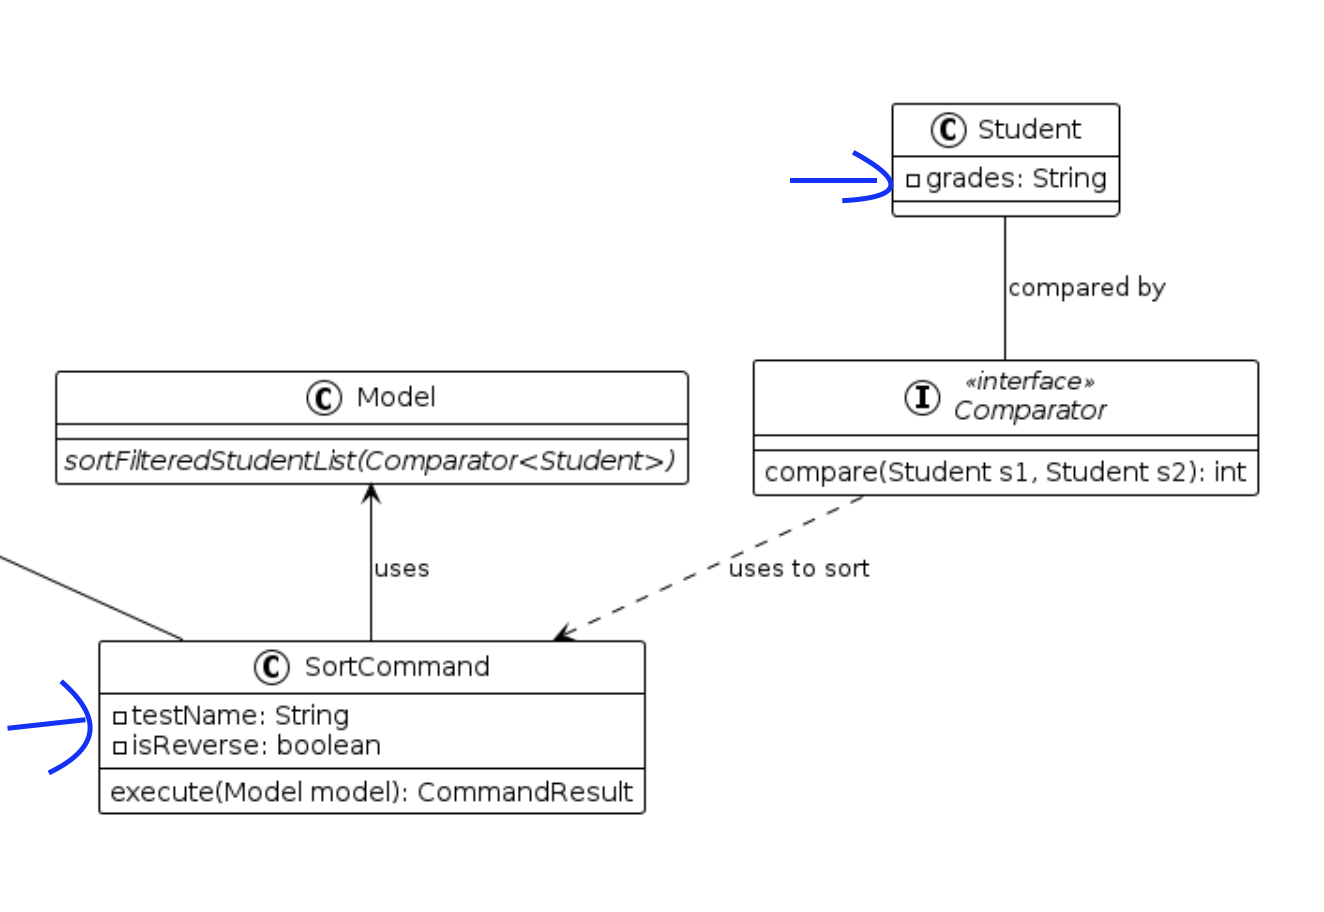 C Student
grades: String
compared by
«interface»
I Comparator
compare(Student s1, Student s2): int
C Model
sortFilteredStudentList(Comparator<Student>)
uses
uses to sort
C SortCommand
testName: String
isReverse: boolean
execute(Model model): CommandResult